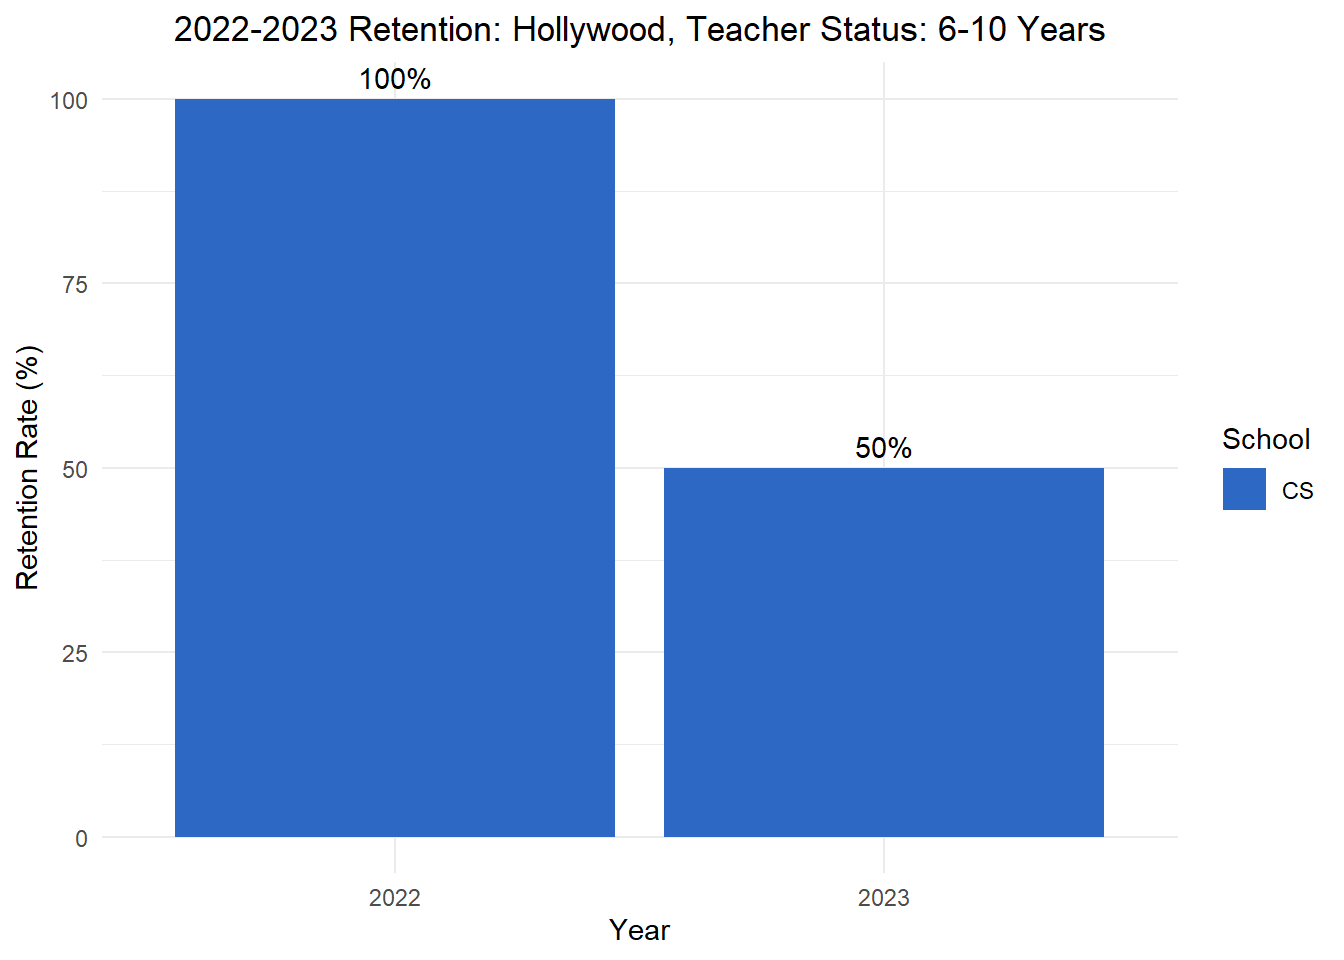 2022-2023 Retention: Hollywood, Teacher Status: 6-10 Years
100%
100
75
50%
50
25
0
Retention Rate (%)
2022
2023
Year
School
CS